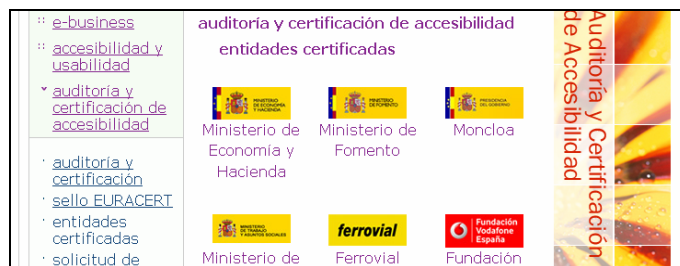 e-business
accesibilidad y
usabilidad
auditoría y
certificación de
accesibilidad
auditoría y
certificación
sello EURACERT
entidades
certificadas
solicitud de
auditoría y certificación de accesibilidad
entidades certificadas
MINISTERIO
DE ECONOMÍA
Y HACIENDA
Ministerio de
Economía y
Hacienda
MINISTERIO
DE FOMENTO
Ministerio de
Fomento
PRESIDENCIA
DEL GOBIERNO
Moncloa
MINISTERIO
DE TRABAJO
Y ASUNTOS SOCIALES
Ministerio de
ferrovial
Ferrovial
Fundación
Vodafone
España
Fundación
Auditoría y Certificación
de Accesibilidad